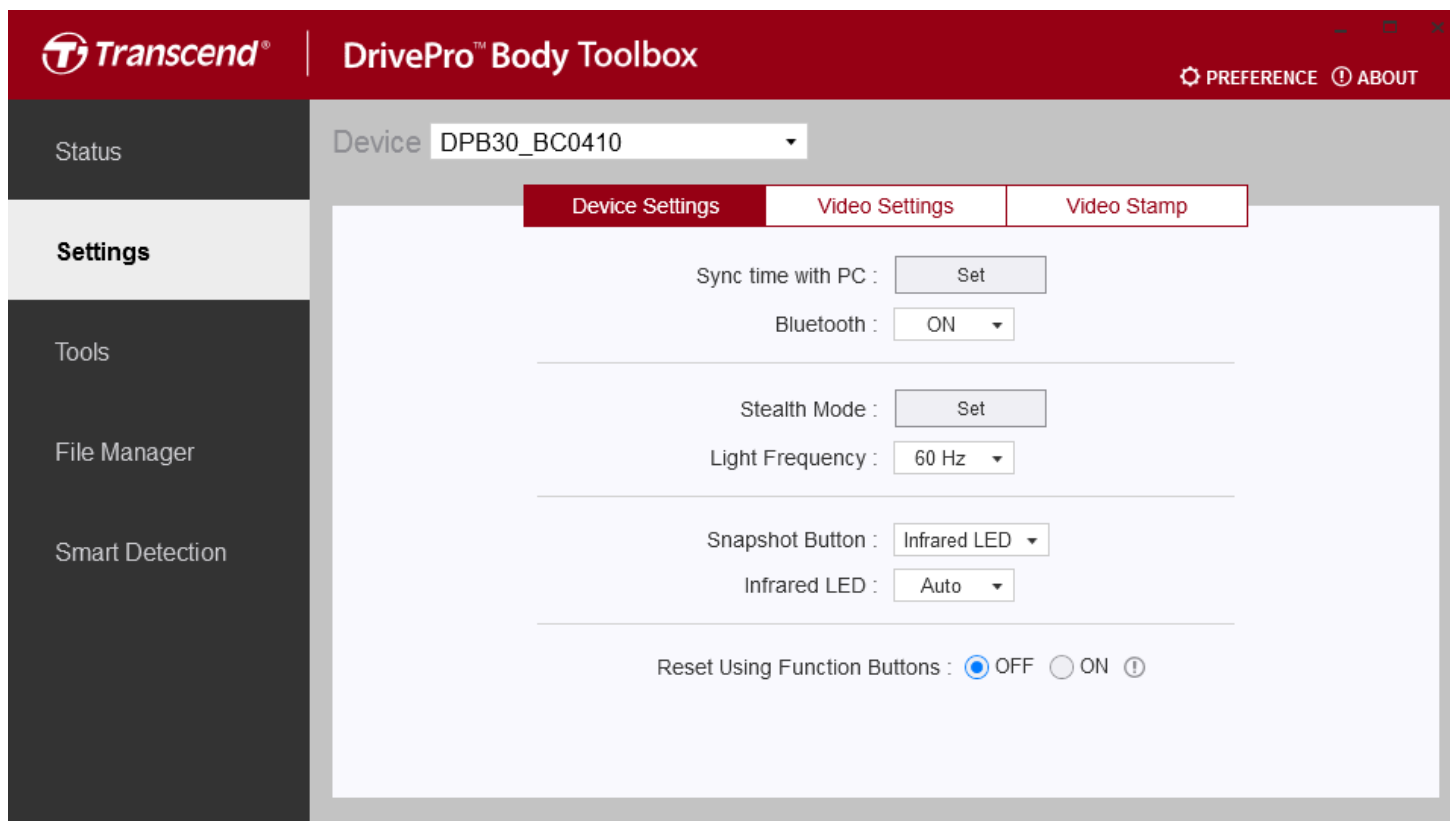 Transcend®
DrivePro™ Body Toolbox
PREFERENCE ABOUT
Status
Settings
Tools
File Manager
Smart Detection
Device DPB30_BC0410
Device Settings Video Settings Video Stamp
Sync time with PC : Set
Bluetooth : ON
Stealth Mode : Set
Light Frequency : 60 Hz
Snapshot Button : Infrared LED
Infrared LED : Auto
Reset Using Function Buttons : OFF ON